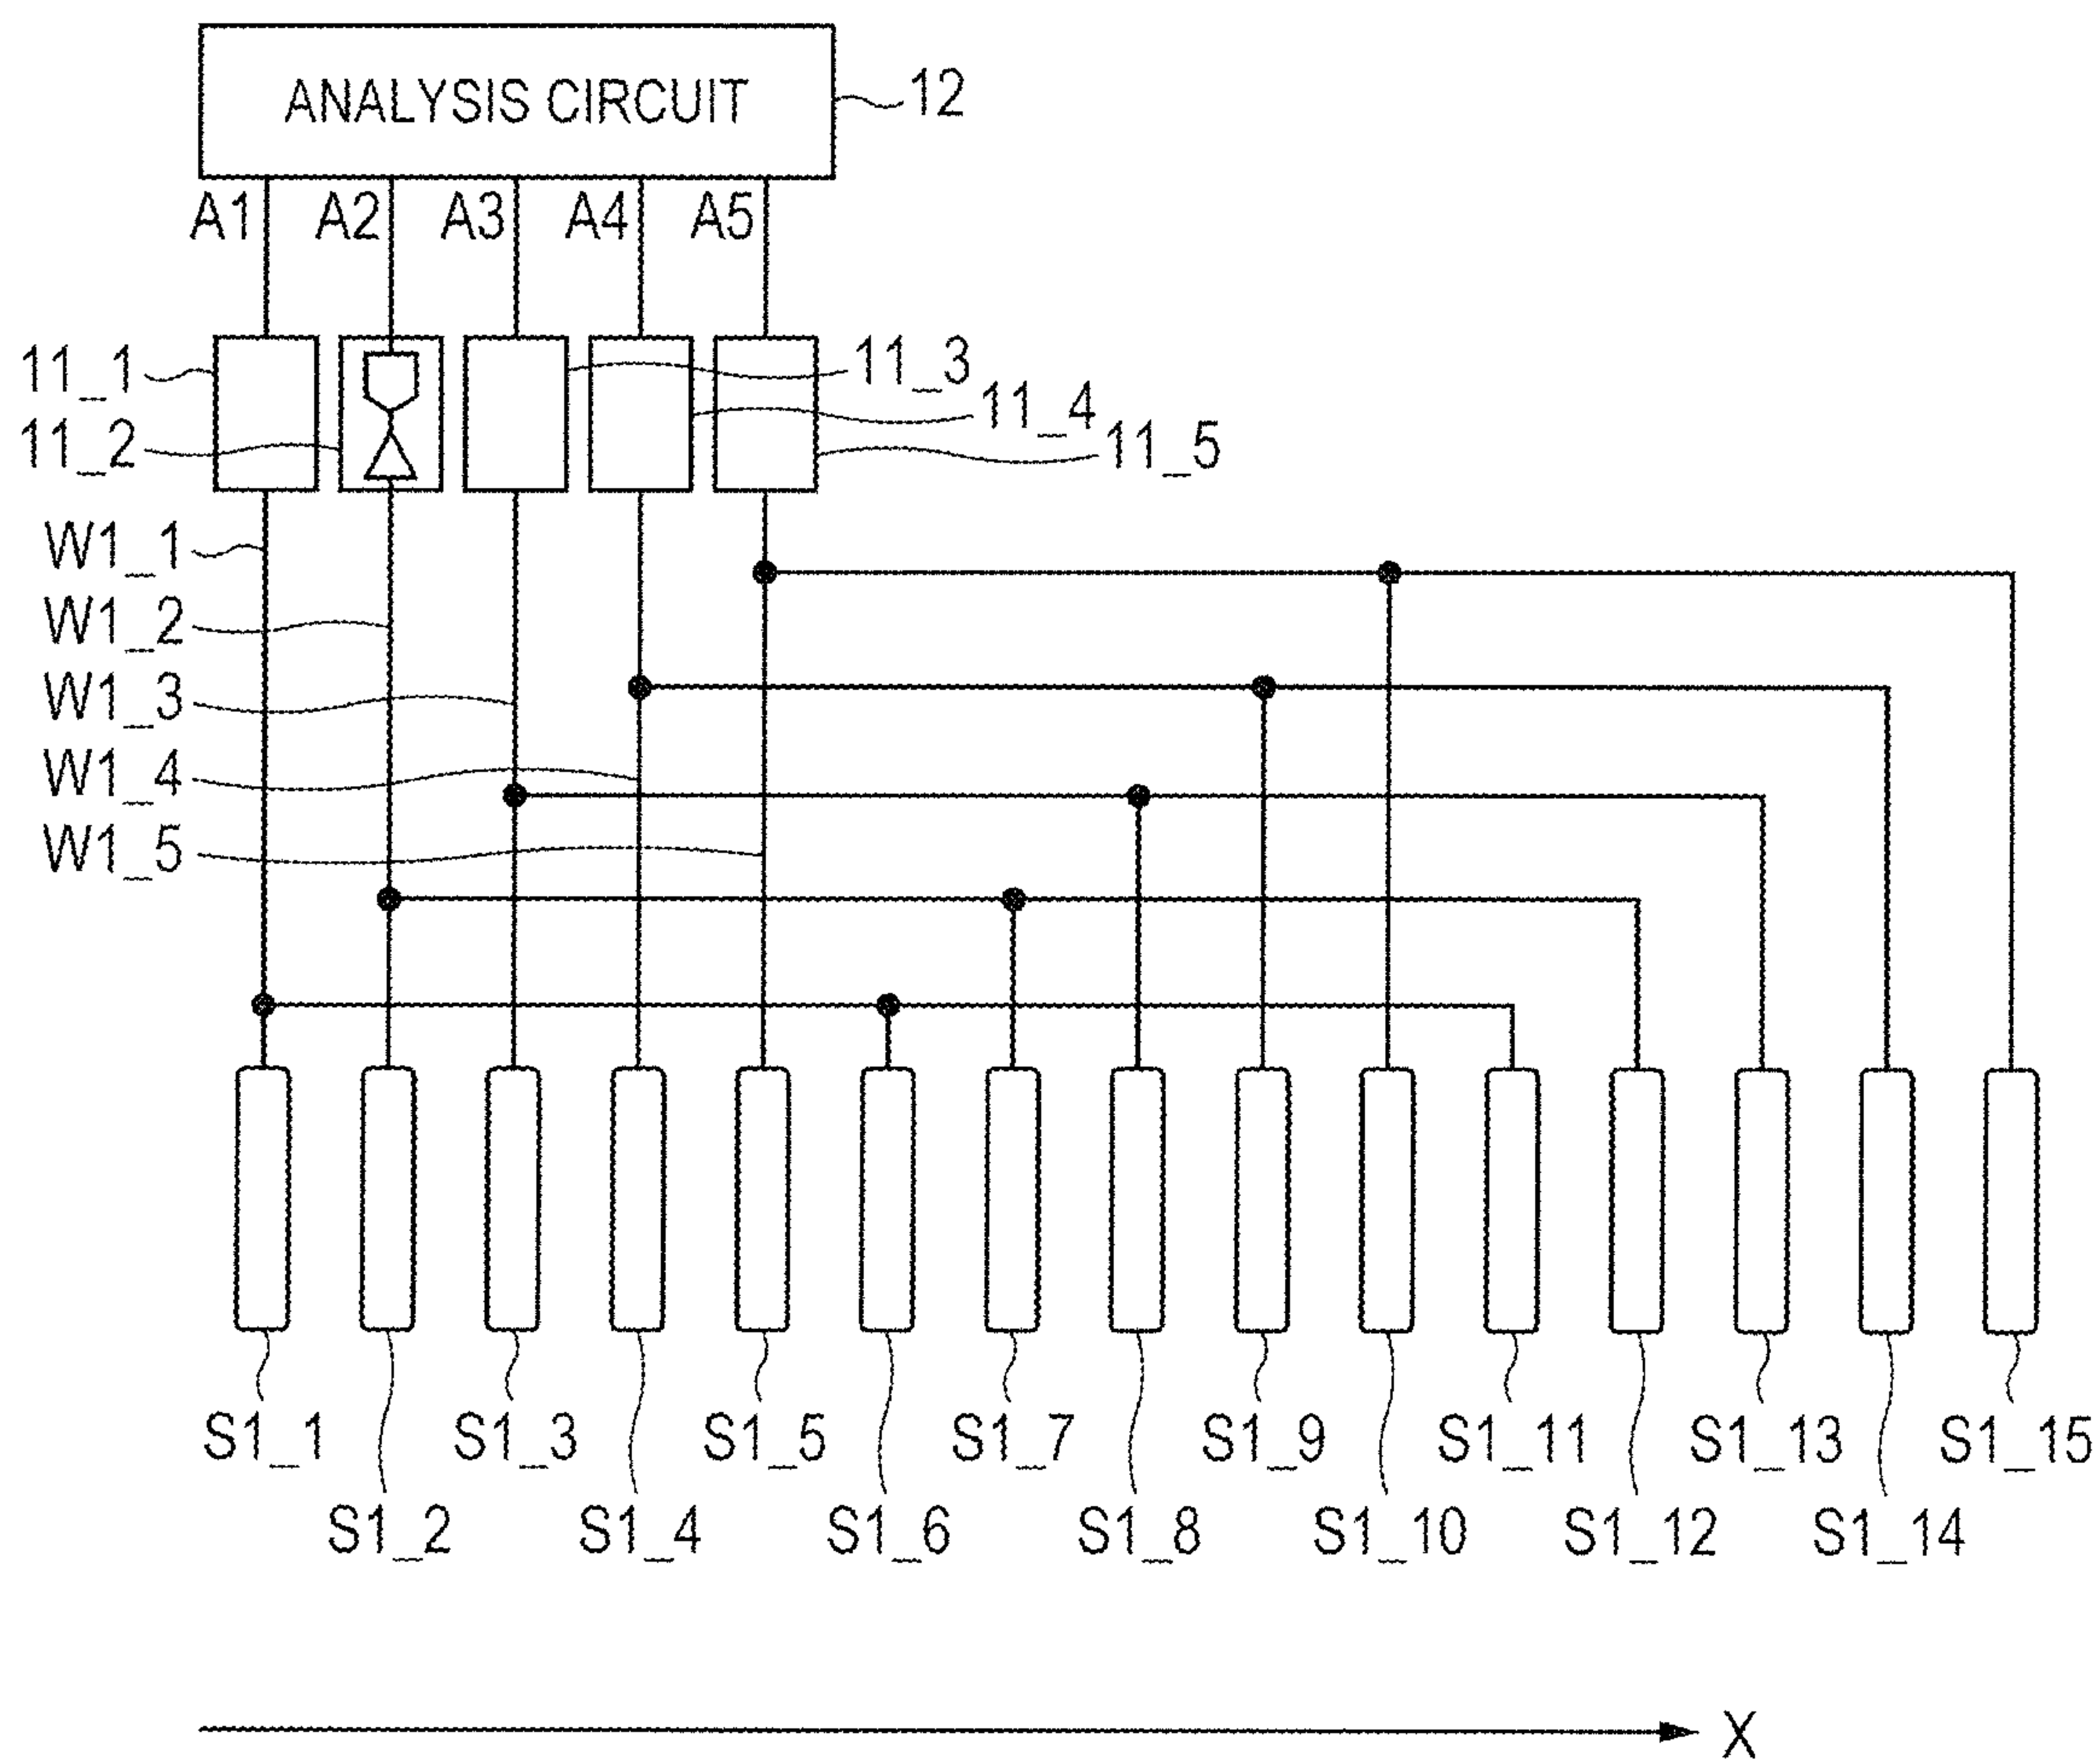 ANALYSIS CIRCUIT 12
A1 A2 A3 A4 A5
11_1 11_3
11_4
11_2 11_5
W1_1
W1_2
W1_3
W1_4
W1_5
S1_1 S1_3 S1_5 S1_7 S1_9 S1_11 S1_13 S1_15
S1_2 S1_4 S1_6 S1_8 S1_10 S1_12 S1_14
X